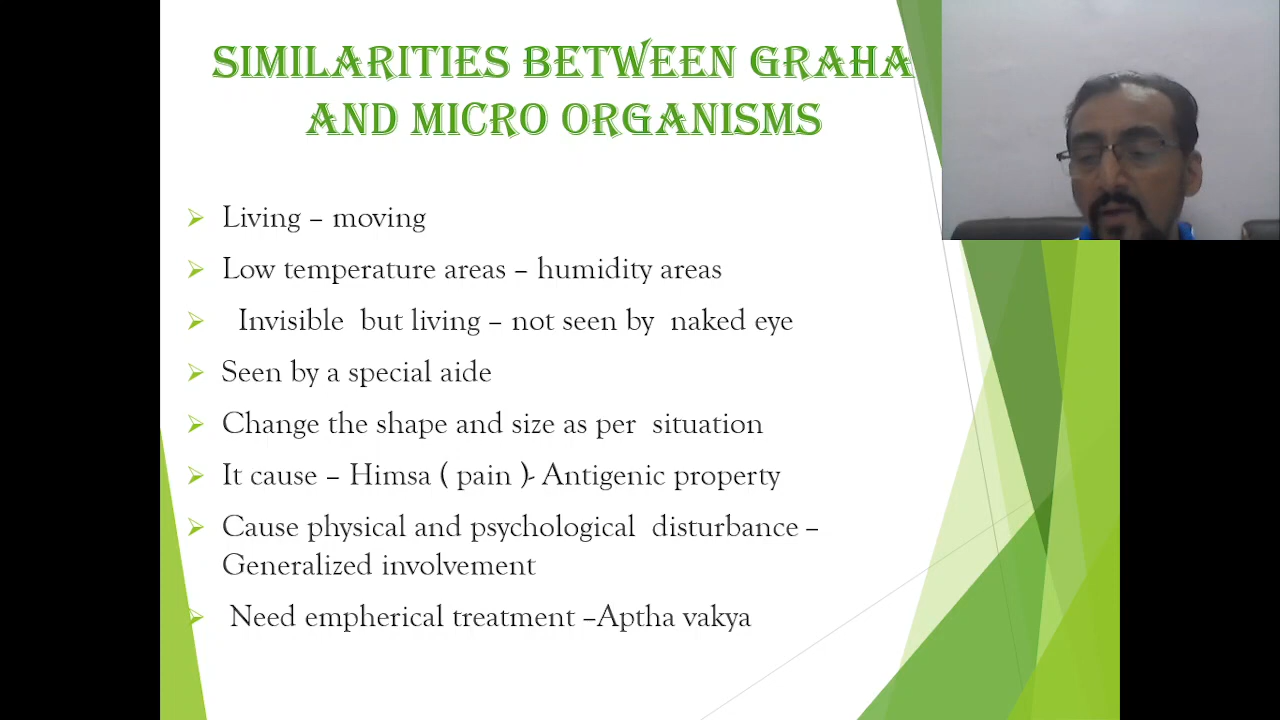 SIMILARITIES BETWEEN GRAHA
AND MICRO ORGANISMS
Living – moving
Low temperature areas – humidity areas
Invisible but living – not seen by naked eye
Seen by a special aide
Change the shape and size as per situation
It cause – Himsa ( pain )- Antigenic property
Cause physical and psychological disturbance –
Generalized involvement
Need empherical treatment –Aptha vakya